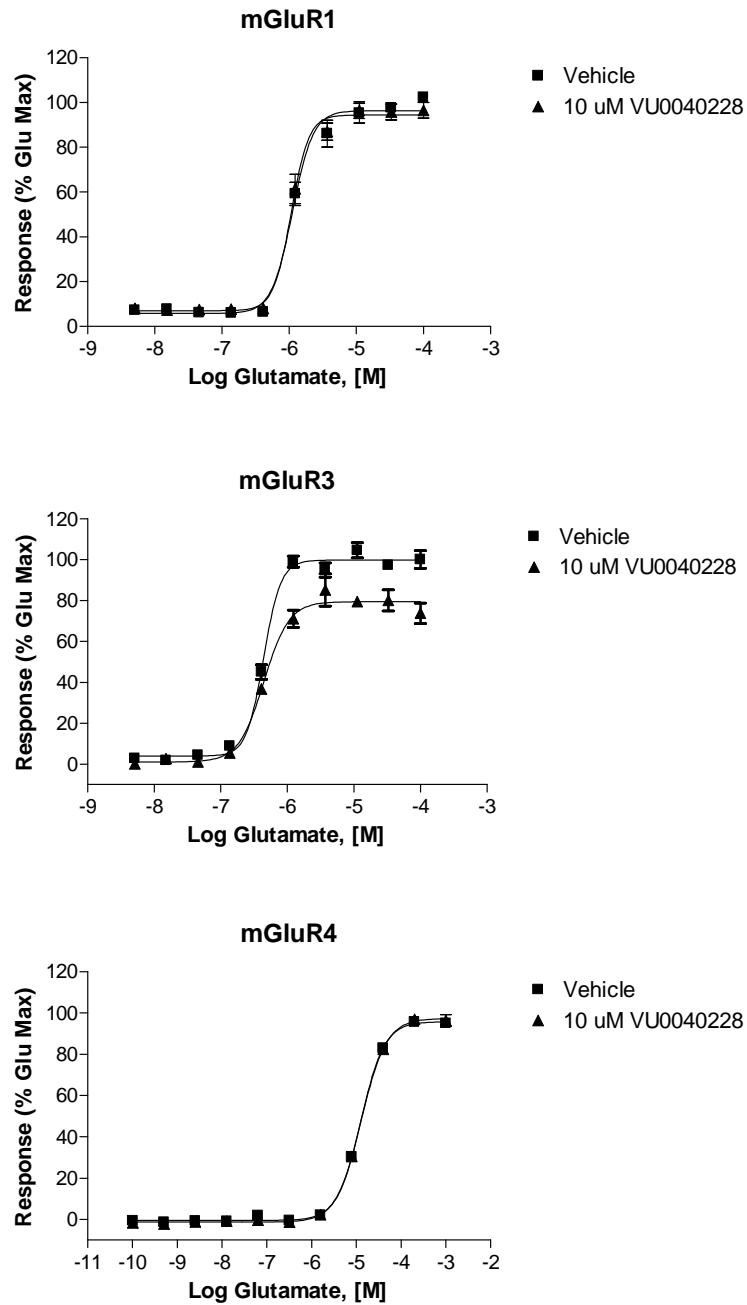 mGluR1
120
100
80
60
40
20
0
Response (% Glu Max)
-9 -8 -7 -6 -5 -4 -3
Log Glutamate, [M]
Vehicle
10 uM VU0040228
mGluR3
120
100
80
60
40
20
0
Response (% Glu Max)
-9 -8 -7 -6 -5 -4 -3
Log Glutamate, [M]
Vehicle
10 uM VU0040228
mGluR4
120
100
80
60
40
20
0
Response (% Glu Max)
-11 -10 -9 -8 -7 -6 -5 -4 -3 -2
Log Glutamate, [M]
Vehicle
10 uM VU0040228